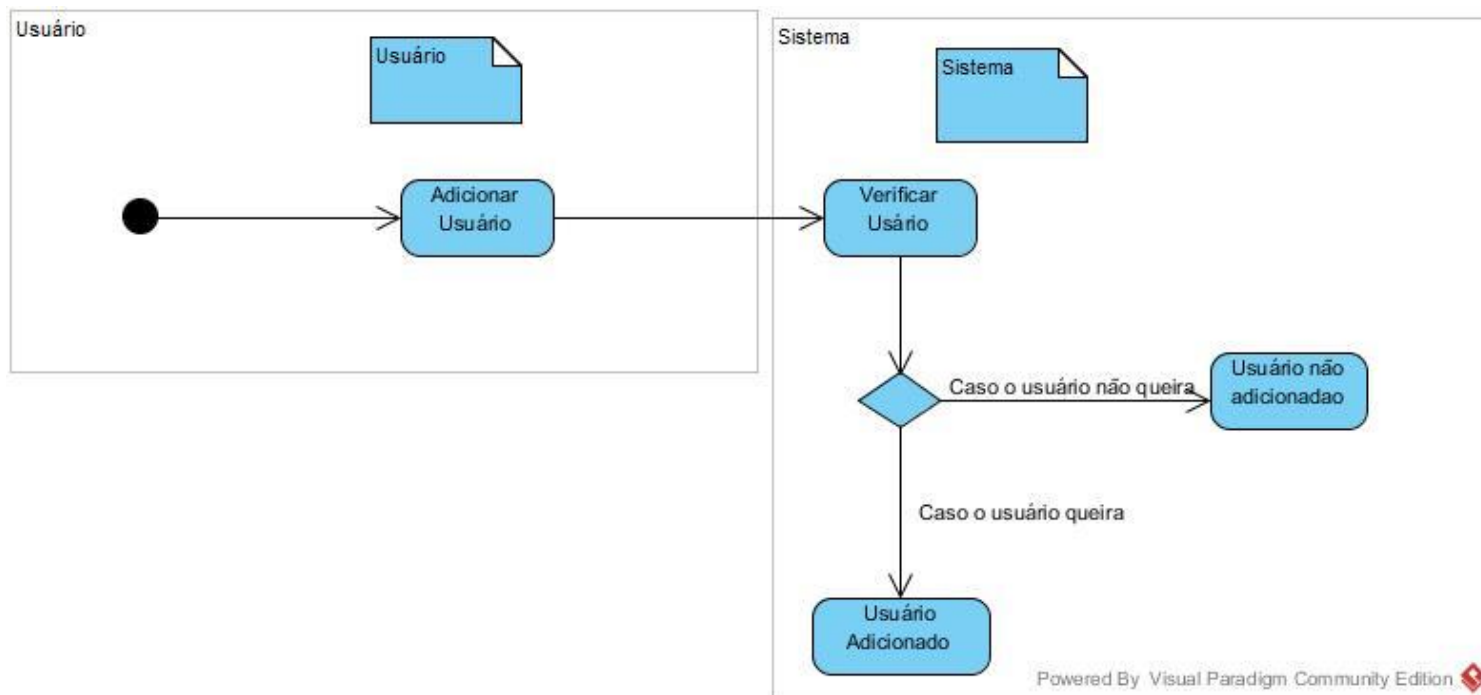 Usuário
Usuário
Adicionar
Usuário
Sistema
Sistema
Verificar
Usário
Caso o usuário não queira
Usuário não
adicionadao
Caso o usuário queira
Usuário
Adicionado
Powered By Visual Paradigm Community Edition